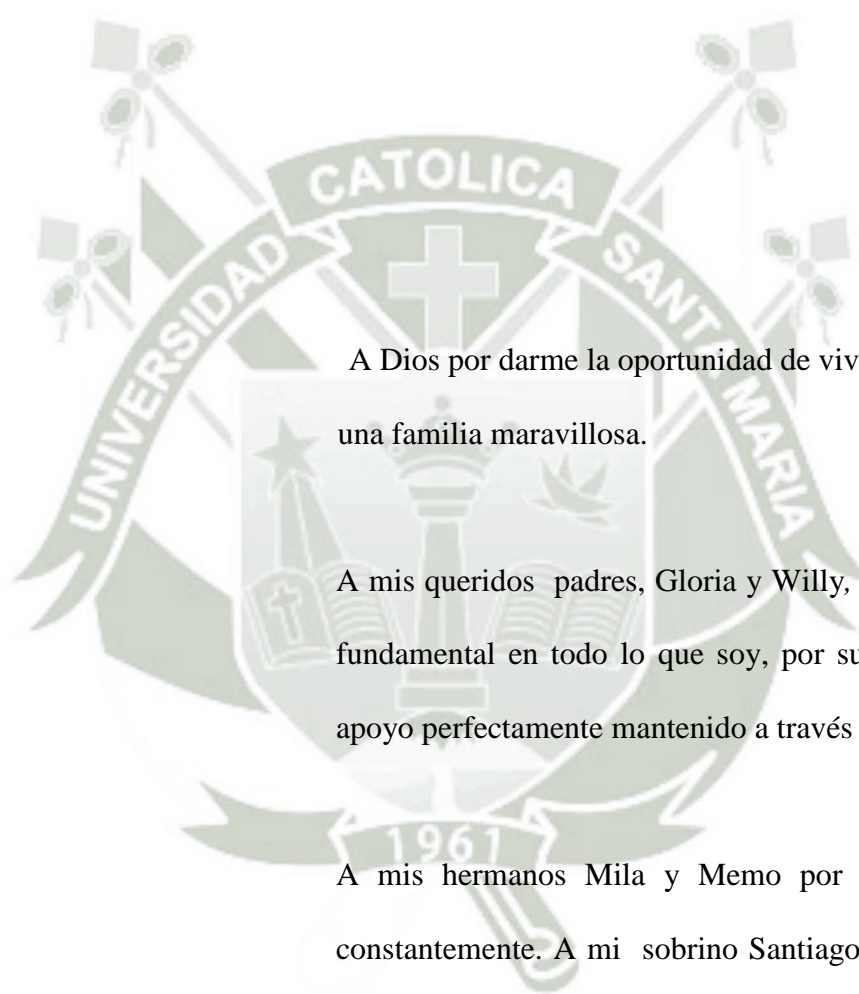 UNIVERSIDAD CATOLICA SANTA MARIA
A Dios por darme la oportunidad de viv
una familia maravillosa.
A mis queridos padres, Gloria y Willy,
fundamental en todo lo que soy, por su
apoyo perfectamente mantenido a través
1961
A mis hermanos Mila y Memo por
constantemente. A mi sobrino Santiago